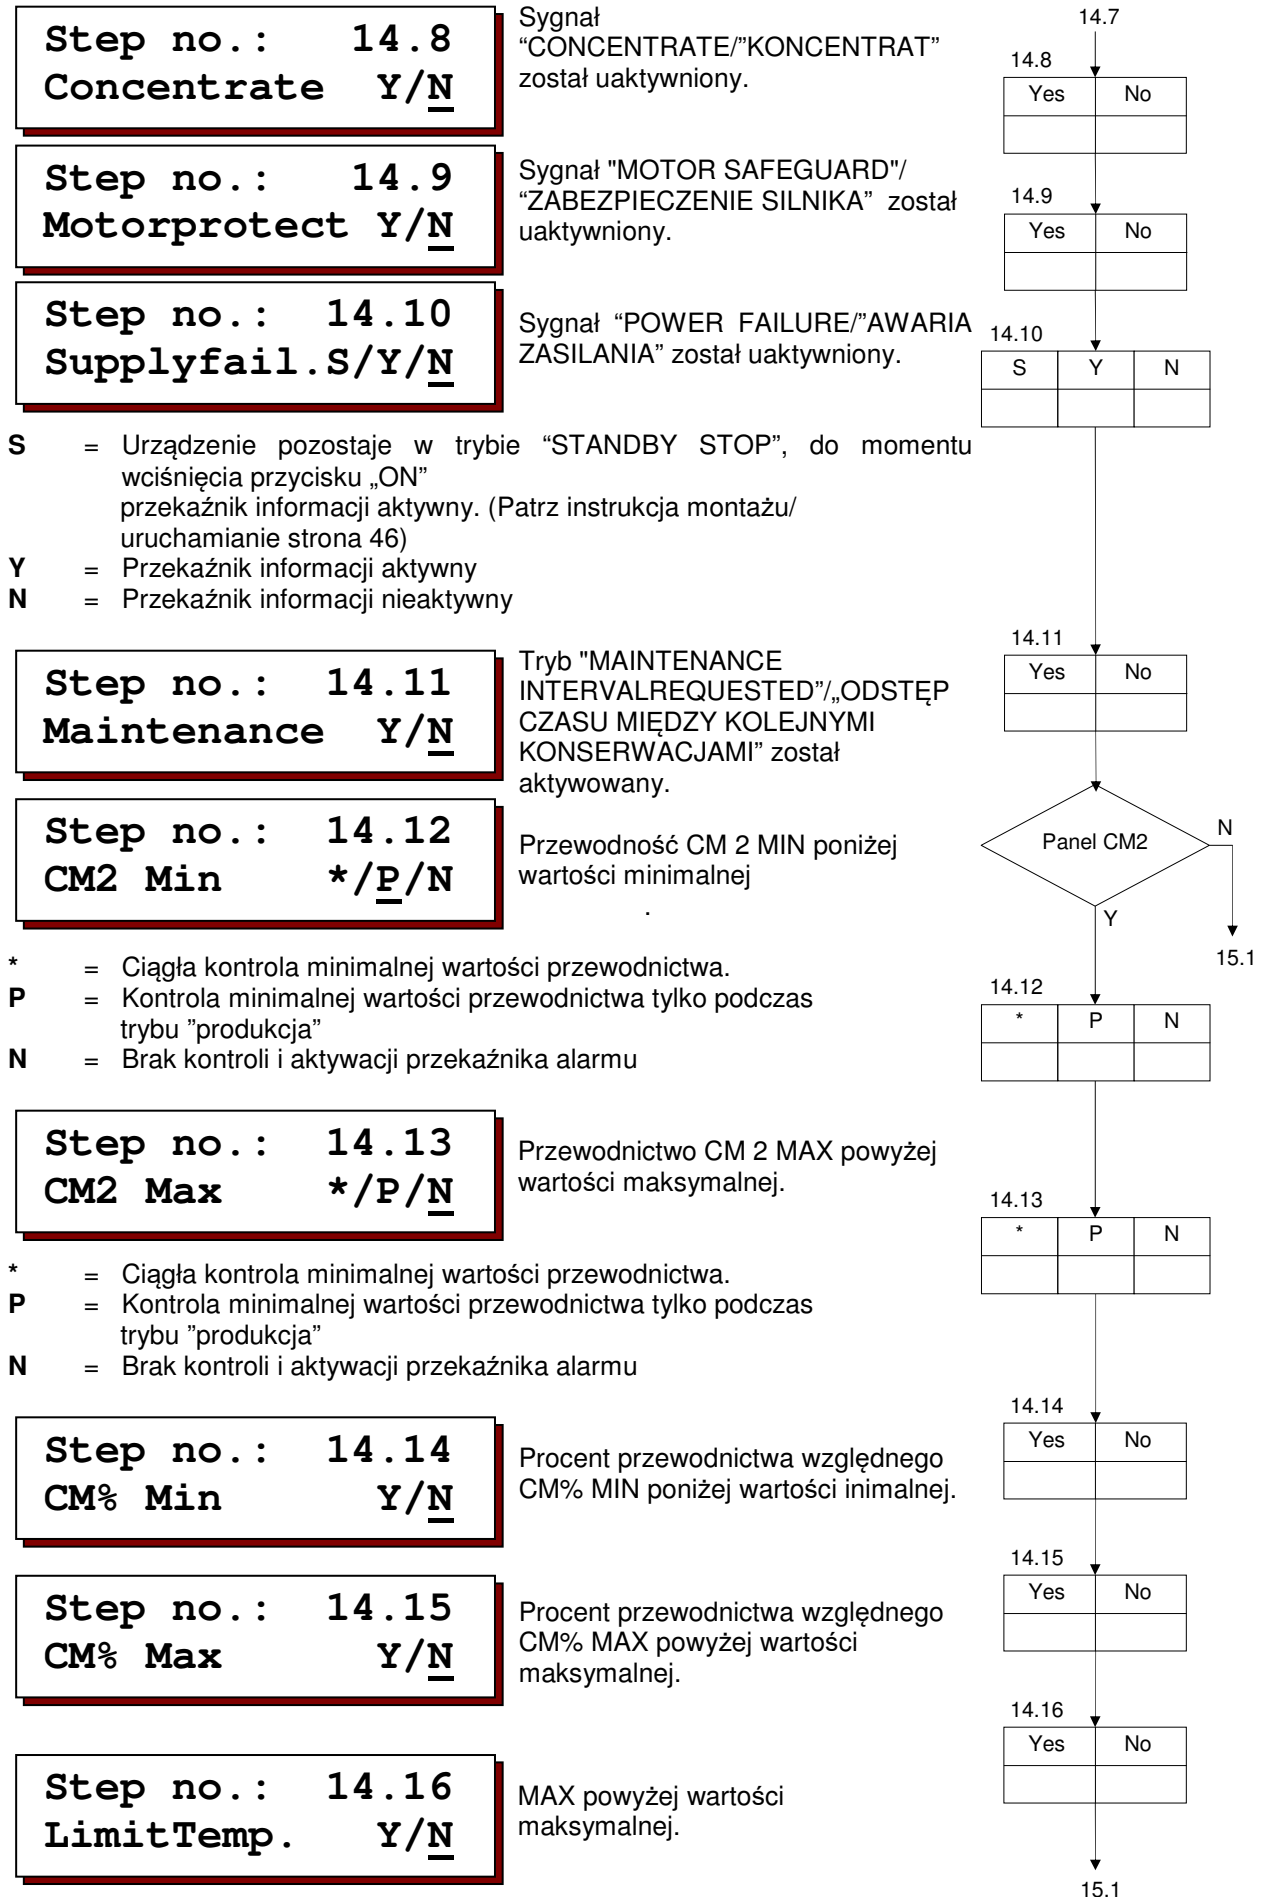 Step no.: 14.8
Concentrate Y/N
Sygnał
“CONCENTRATE/”KONCENTRAT”
został uaktywniony.
14.7
14.8
Yes No
Step no.: 14.9
Motorprotect Y/N
Sygnał "MOTOR SAFEGUARD"/
“ZABEZPIECZENIE SILNIKA” został
uaktywniony.
14.9
Yes No
Step no.: 14.10
Supplyfail.S/Y/N
Sygnał “POWER FAILURE/”AWARIA
ZASILANIA” został uaktywniony.
14.10
S Y N
S = Urządzenie pozostaje w trybie “STANDBY STOP”, do momentu
wciśnięcia przycisku „ON”
przekaźnik informacji aktywny. (Patrz instrukcja montażu/
uruchamianie strona 46)
Y = Przekaźnik informacji aktywny
N = Przekaźnik informacji nieaktywny
Step no.: 14.11
Maintenance Y/N
Tryb "MAINTENANCE
INTERVALREQUESTED”/„ODSTĘP
CZASU MIĘDZY KOLEJNYMI
KONSERWACJAMI” został
aktywowany.
14.11
Yes No
Step no.: 14.12
CM2 Min */P/N
Przewodność CM 2 MIN poniżej
wartości minimalnej
.
Panel CM2
N
Y
15.1
* = Ciągła kontrola minimalnej wartości przewodnictwa.
P = Kontrola minimalnej wartości przewodnictwa tylko podczas
trybu ”produkcja”
N = Brak kontroli i aktywacji przekaźnika alarmu
14.12
* P N
Step no.: 14.13
CM2 Max */P/N
Przewodnictwo CM 2 MAX powyżej
wartości maksymalnej.
14.13
* P N
* = Ciągła kontrola minimalnej wartości przewodnictwa.
P = Kontrola minimalnej wartości przewodnictwa tylko podczas
trybu ”produkcja”
N = Brak kontroli i aktywacji przekaźnika alarmu
Step no.: 14.14
CM% Min Y/N
Procent przewodnictwa względnego
CM% MIN poniżej wartości inimalnej.
14.14
Yes No
Step no.: 14.15
CM% Max Y/N
Procent przewodnictwa względnego
CM% MAX powyżej wartości
maksymalnej.
14.15
Yes No
Step no.: 14.16
LimitTemp. Y/N
MAX powyżej wartości
maksymalnej.
14.16
Yes No
15.1